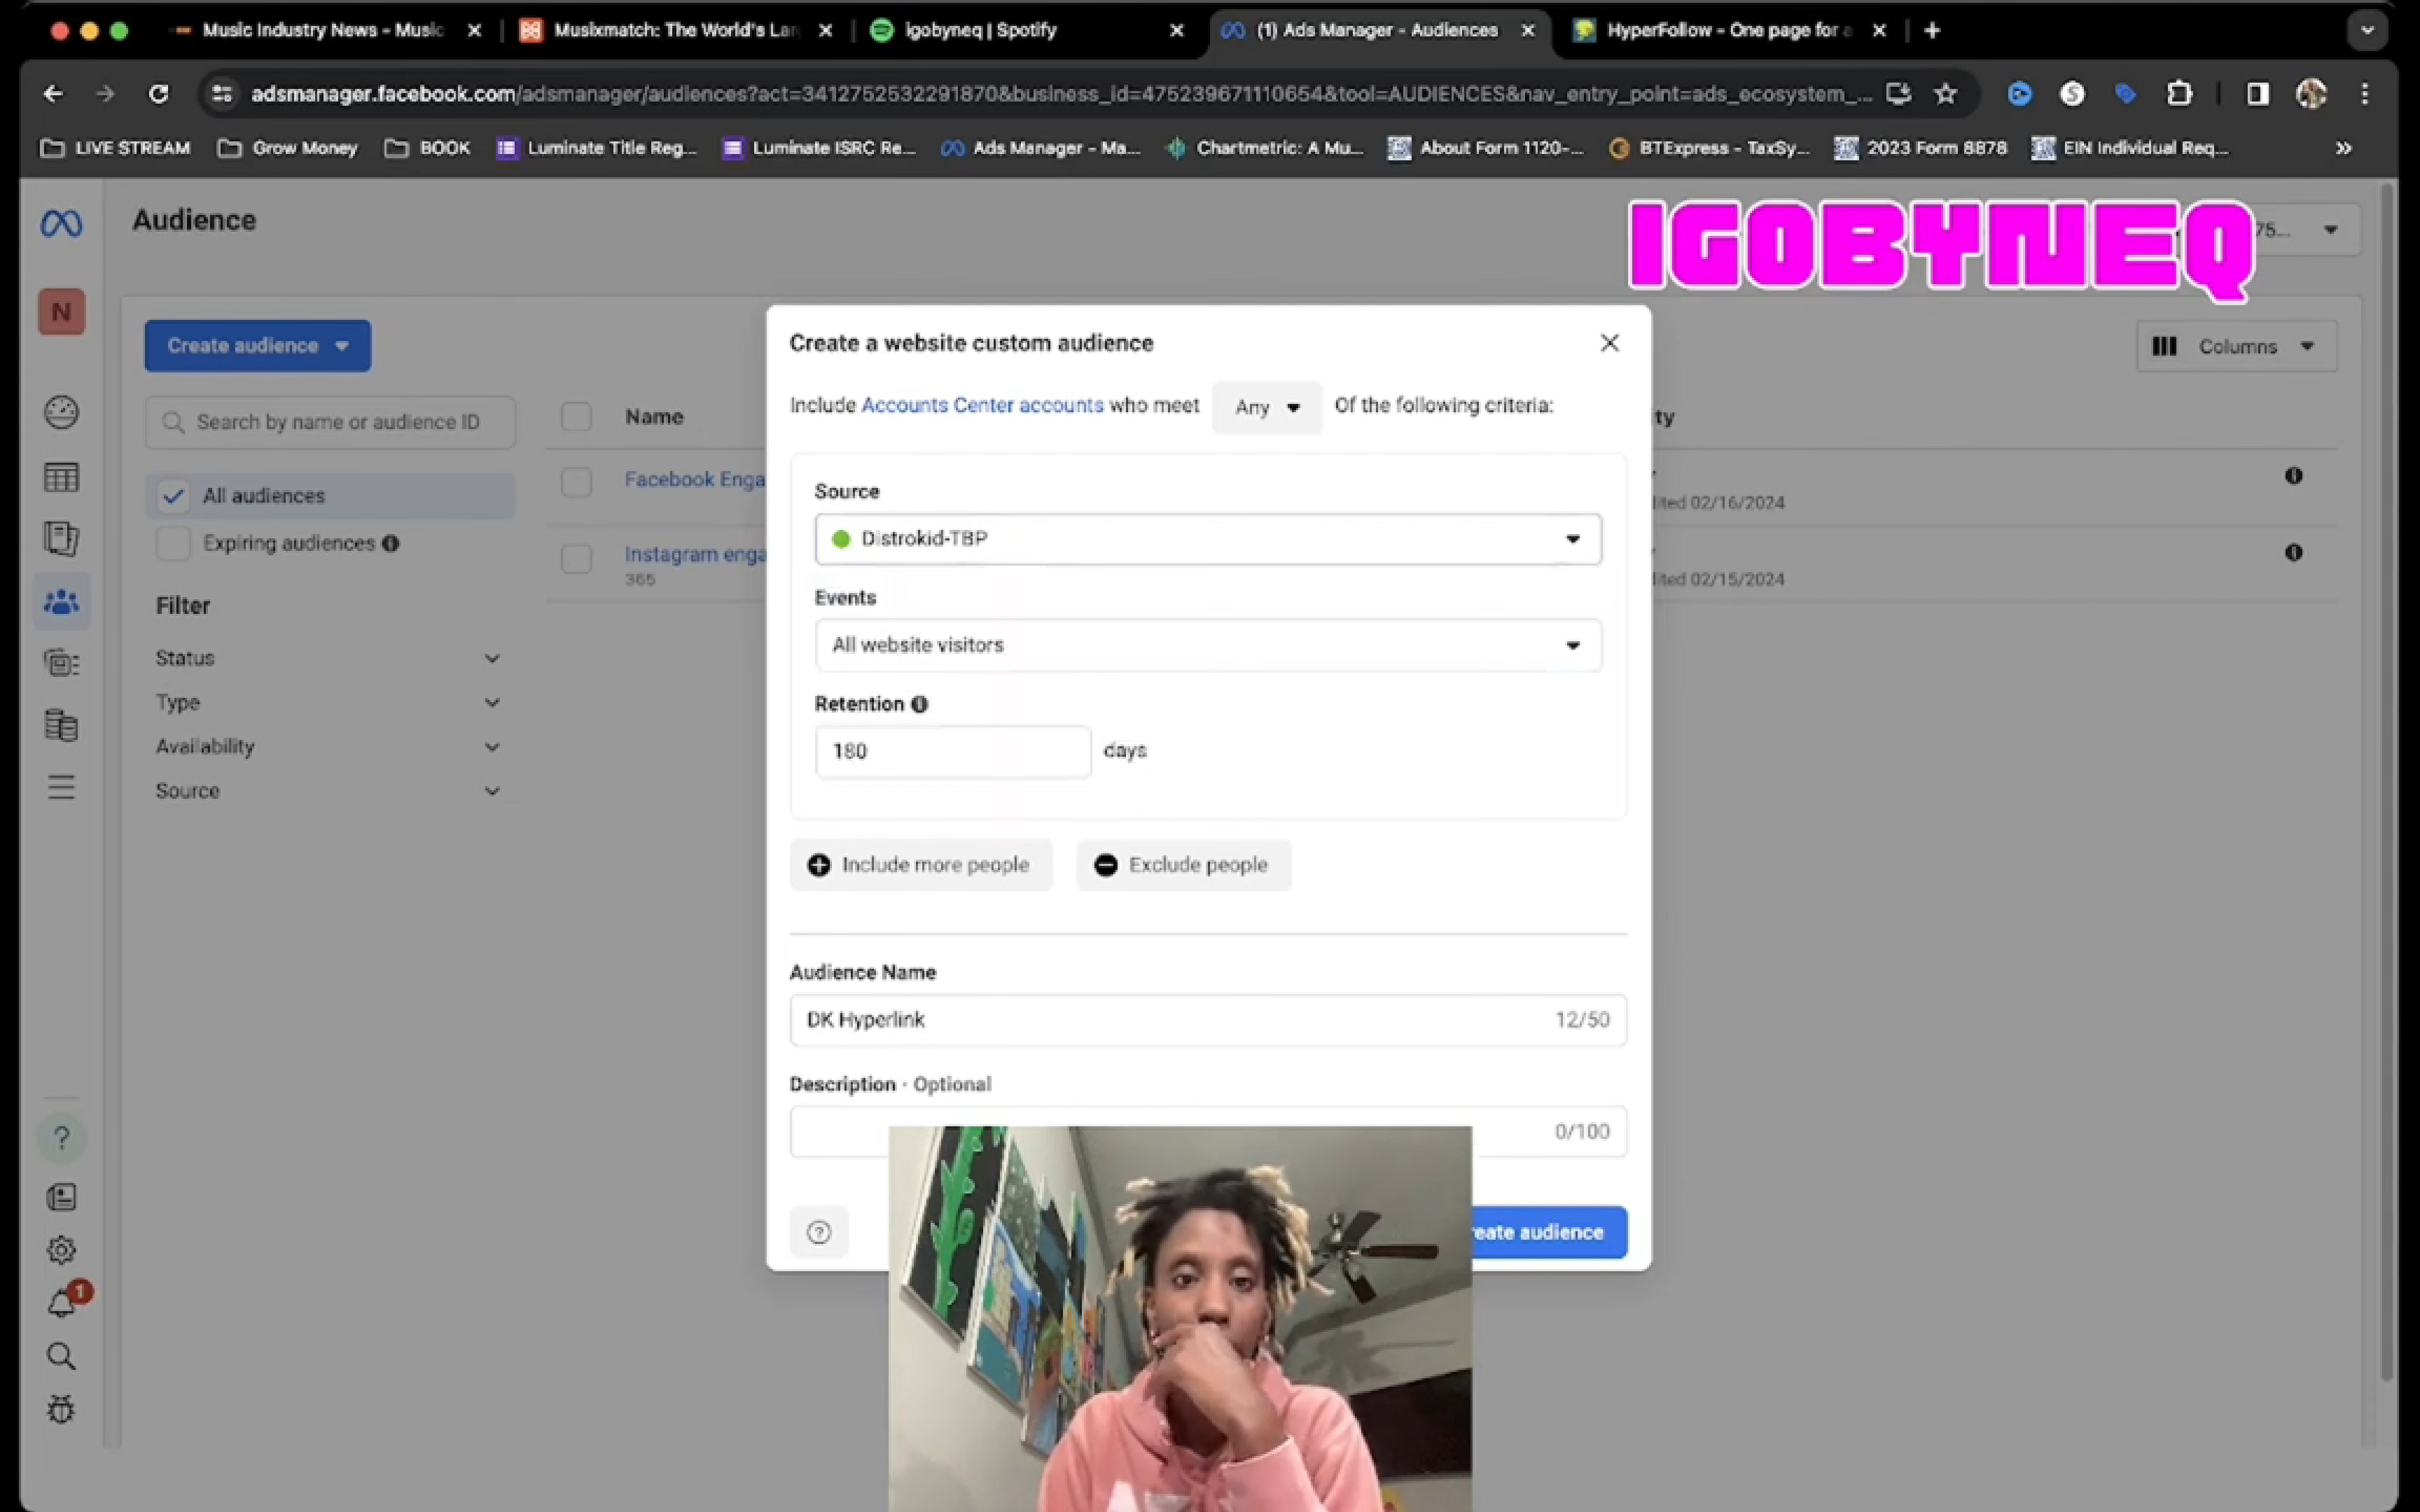 Music Industry News - Music
Musixmatch: The World's Lar
igobyneq | Spotify
(1) Ads Manager - Audiences
HyperFollow - One page for a
adsmanager.facebook.com/adsmanager/audiences?act=3412752532291870&business_id=475239671110654&tool=AUDIENCES&nav_entry_point=ads_ecosystem_...
LIVE STREAM
Grow Money
BOOK
Luminate Title Reg...
Luminate ISRC Re...
Ads Manager - Ma...
Chartmetric: A Mu...
About Form 1120-...
BTExpress - TaxSy...
2023 Form 8878
EIN Individual Req...
Audience
IGOBYNEQ
75...
N
Create audience
Columns
Search by name or audience ID
Name
ty
All audiences
Facebook Enga
ited 02/16/2024
Expiring audiences
Instagram enga
365
ited 02/15/2024
Filter
Status
Type
Availability
Source
Create a website custom audience
Include Accounts Center accounts who meet Any Of the following criteria:
Source
Distrokid-TBP
Events
All website visitors
Retention
180 days
Include more people
Exclude people
Audience Name
DK Hyperlink 12/50
Description · Optional
0/100
reate audience
1